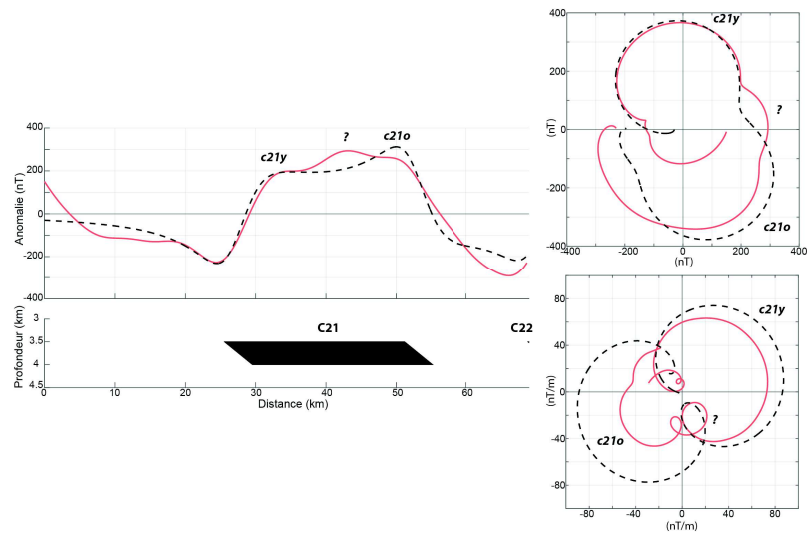 400
200
0
-200
-400
Anomalie (nT)
c21y
?
c21o
3
3.5
4
4.5
Profondeur (km)
C21
C22
0
10
20
30
40
50
60
Distance (km)
400
200
0
-200
-400
(nT)
c21y
?
c21o
-400
-200
0
200
400
(nT)
80
40
0
-40
-80
(nT/m)
c21y
?
c21o
-80
-40
0
40
80
(nT/m)